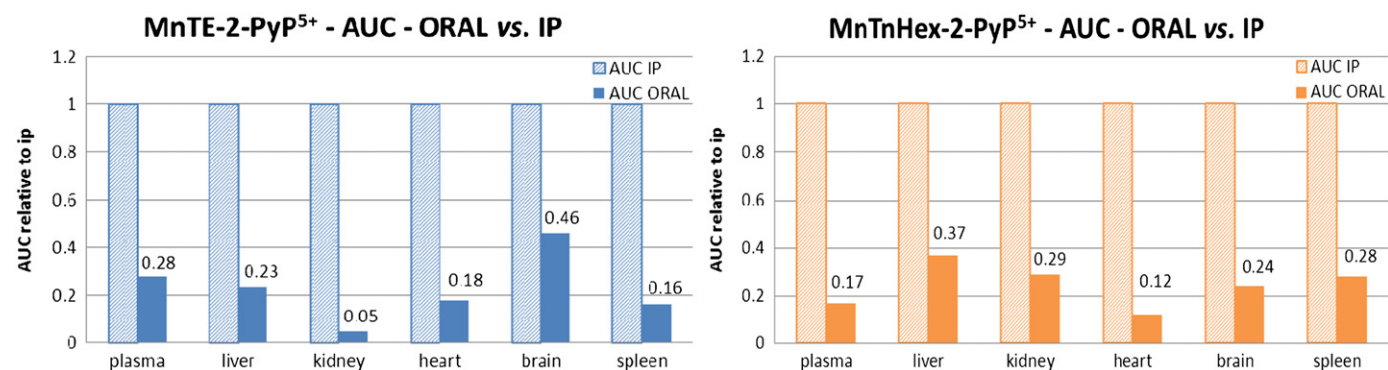 MnTE-2-PyP5+ - AUC - ORAL vs. IP
AUC relative to ip
1.2
1
0.8
0.6
0.4
0.2
0
AUC IP
AUC ORAL
0.28
0.23
0.05
0.18
0.46
0.16
plasma liver kidney heart brain spleen
MnTnHex-2-PyP5+ - AUC - ORAL vs. IP
AUC relative to ip
1.2
1
0.8
0.6
0.4
0.2
0
AUC IP
AUC ORAL
0.17
0.37
0.29
0.12
0.24
0.28
plasma liver kidney heart brain spleen